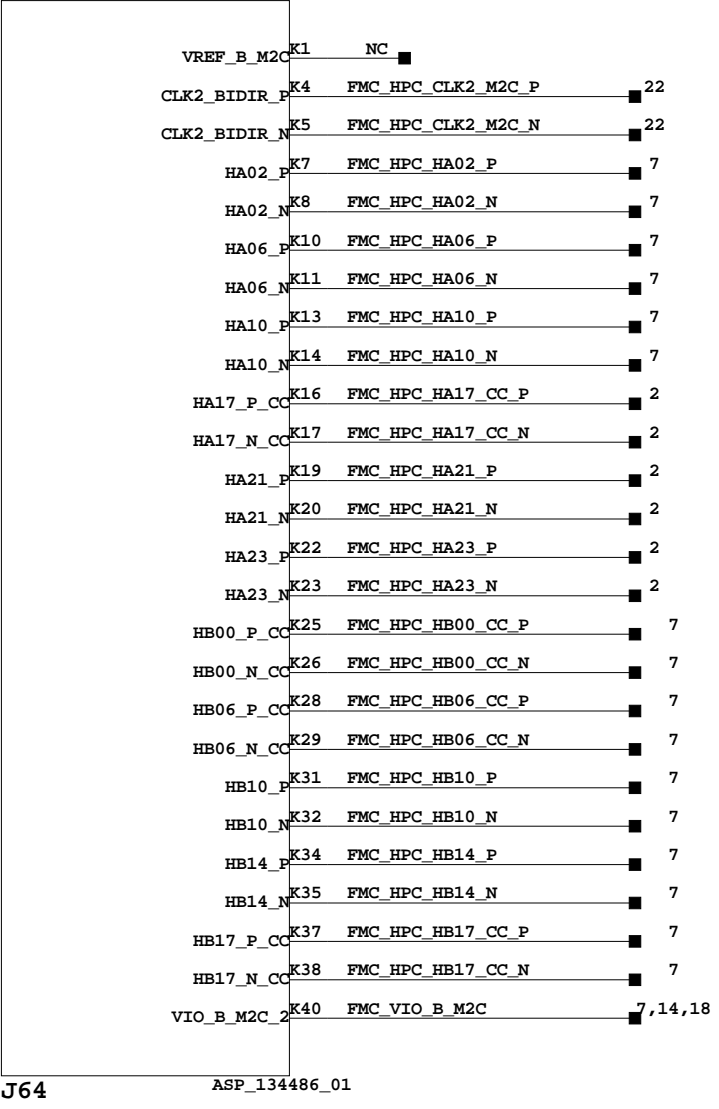 VREF_B_M2C K1 NC
CLK2_BIDIR_P K4 FMC_HPC_CLK2_M2C_P 22
CLK2_BIDIR_N K5 FMC_HPC_CLK2_M2C_N 22
HA02_P K7 FMC_HPC_HA02_P 7
HA02_N K8 FMC_HPC_HA02_N 7
HA06_P K10 FMC_HPC_HA06_P 7
HA06_N K11 FMC_HPC_HA06_N 7
HA10_P K13 FMC_HPC_HA10_P 7
HA10_N K14 FMC_HPC_HA10_N 7
HA17_P_CC K16 FMC_HPC_HA17_CC_P 2
HA17_N_CC K17 FMC_HPC_HA17_CC_N 2
HA21_P K19 FMC_HPC_HA21_P 2
HA21_N K20 FMC_HPC_HA21_N 2
HA23_P K22 FMC_HPC_HA23_P 2
HA23_N K23 FMC_HPC_HA23_N 2
HB00_P_CC K25 FMC_HPC_HB00_CC_P 7
HB00_N_CC K26 FMC_HPC_HB00_CC_N 7
HB06_P_CC K28 FMC_HPC_HB06_CC_P 7
HB06_N_CC K29 FMC_HPC_HB06_CC_N 7
HB10_P K31 FMC_HPC_HB10_P 7
HB10_N K32 FMC_HPC_HB10_N 7
HB14_P K34 FMC_HPC_HB14_P 7
HB14_N K35 FMC_HPC_HB14_N 7
HB17_P_CC K37 FMC_HPC_HB17_CC_P 7
HB17_N_CC K38 FMC_HPC_HB17_CC_N 7
VIO_B_M2C_2 K40 FMC_VIO_B_M2C 7,14,18
J64 ASP_134486_01